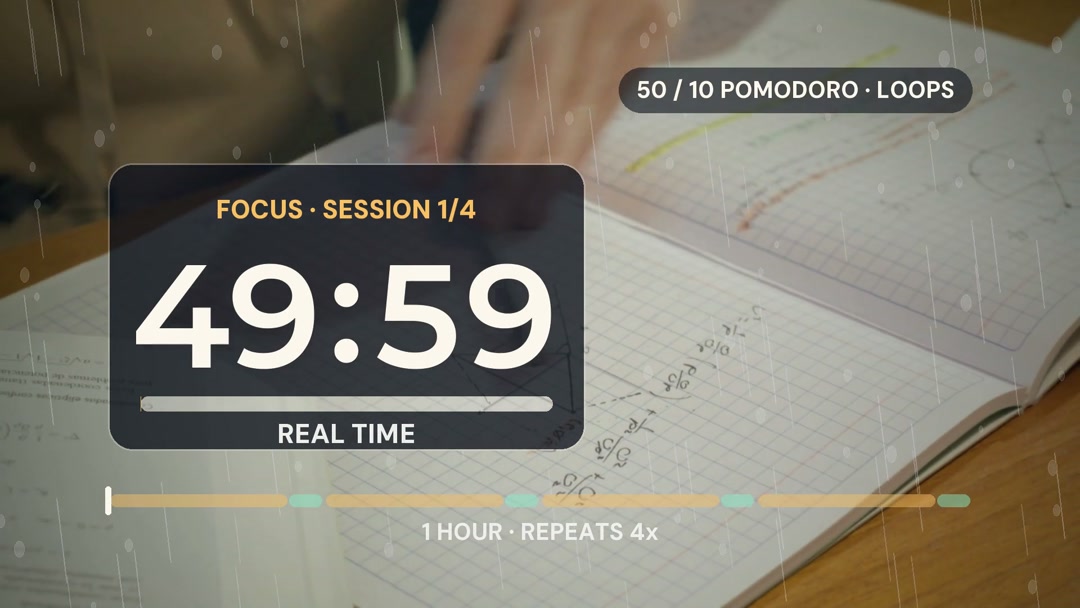 50 / 10 POMODORO · LOOPS
FOCUS · SESSION 1/4
49:59
REAL TIME
1 HOUR · REPEATS 4x